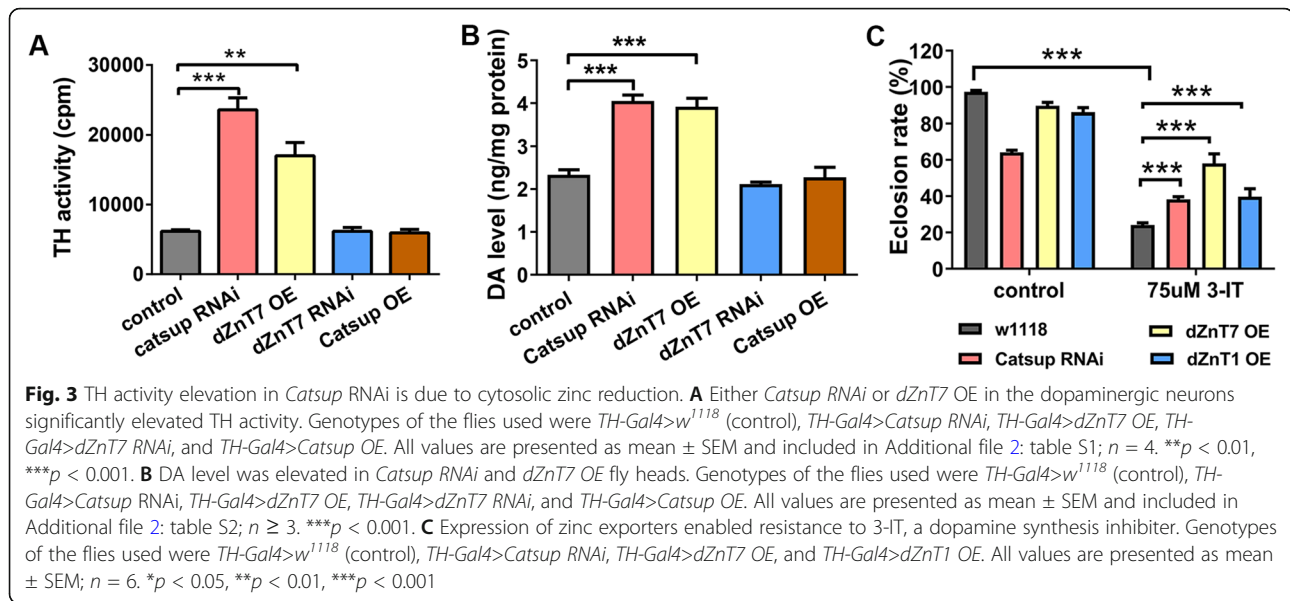 A
TH activity (cpm)
30000
20000
10000
0
**
***
control
catsup RNAi
dZnT7 OE
dZnT7 RNAi
Catsup OE
B
DA level (ng/mg protein)
5
4
3
2
1
0
***
***
control
Catsup RNAi
dZnT7 OE
dZnT7 RNAi
Catsup OE
C
Eclosion rate (%)
120
100
80
60
40
20
0
***
***
***
***
control
75uM 3-IT
w1118
dZnT7 OE
Catsup RNAi
dZnT1 OE
Fig. 3 TH activity elevation in Catsup RNAi is due to cytosolic zinc reduction. A Either Catsup RNAi or dZnT7 OE in the dopaminergic neurons
significantly elevated TH activity. Genotypes of the flies used were TH-Gal4>w1118 (control), TH-Gal4>Catsup RNAi, TH-Gal4>dZnT7 OE, TH-
Gal4>dZnT7 RNAi, and TH-Gal4>Catsup OE. All values are presented as mean ± SEM and included in Additional file 2: table S1; n = 4. **p < 0.01,
***p < 0.001. B DA level was elevated in Catsup RNAi and dZnT7 OE fly heads. Genotypes of the flies used were TH-Gal4>w1118 (control), TH-
Gal4>Catsup RNAi, TH-Gal4>dZnT7 OE, TH-Gal4>dZnT7 RNAi, and TH-Gal4>Catsup OE. All values are presented as mean ± SEM and included in
Additional file 2: table S2; n ≥ 3. ***p < 0.001. C Expression of zinc exporters enabled resistance to 3-IT, a dopamine synthesis inhibiter. Genotypes
of the flies used were TH-Gal4>w1118 (control), TH-Gal4>Catsup RNAi, TH-Gal4>dZnT7 OE, and TH-Gal4>dZnT1 OE. All values are presented as mean
± SEM; n = 6. *p < 0.05, **p < 0.01, ***p < 0.001